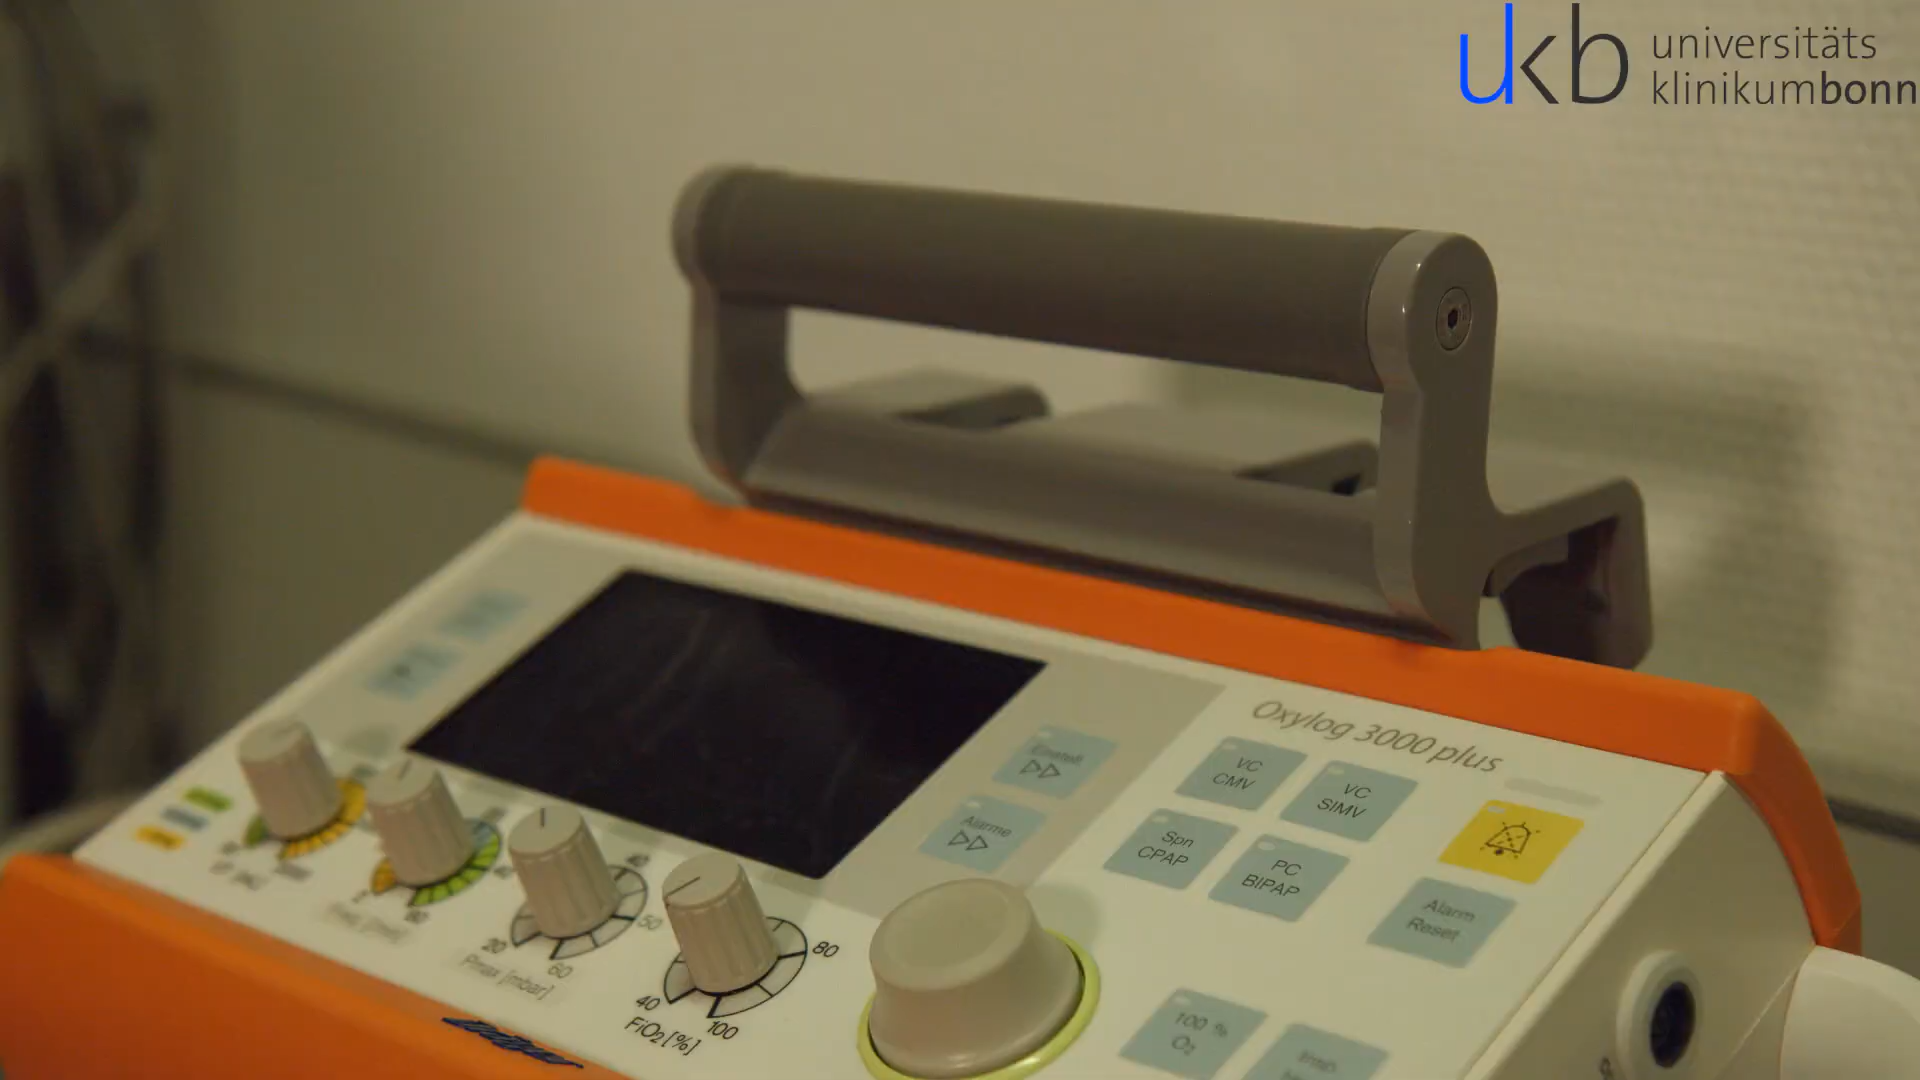 ukb universitäts
klinikumbonn
Oxylog 3000 plus
Einstell
VC
CMV
VC
SIMV
Alarme
Spn
CPAP
PC
BIPAP
Alarm
Reset
40
50
20
60
Pmax [mbar]
80
40
100
FiO2 [%]
100 %
O2